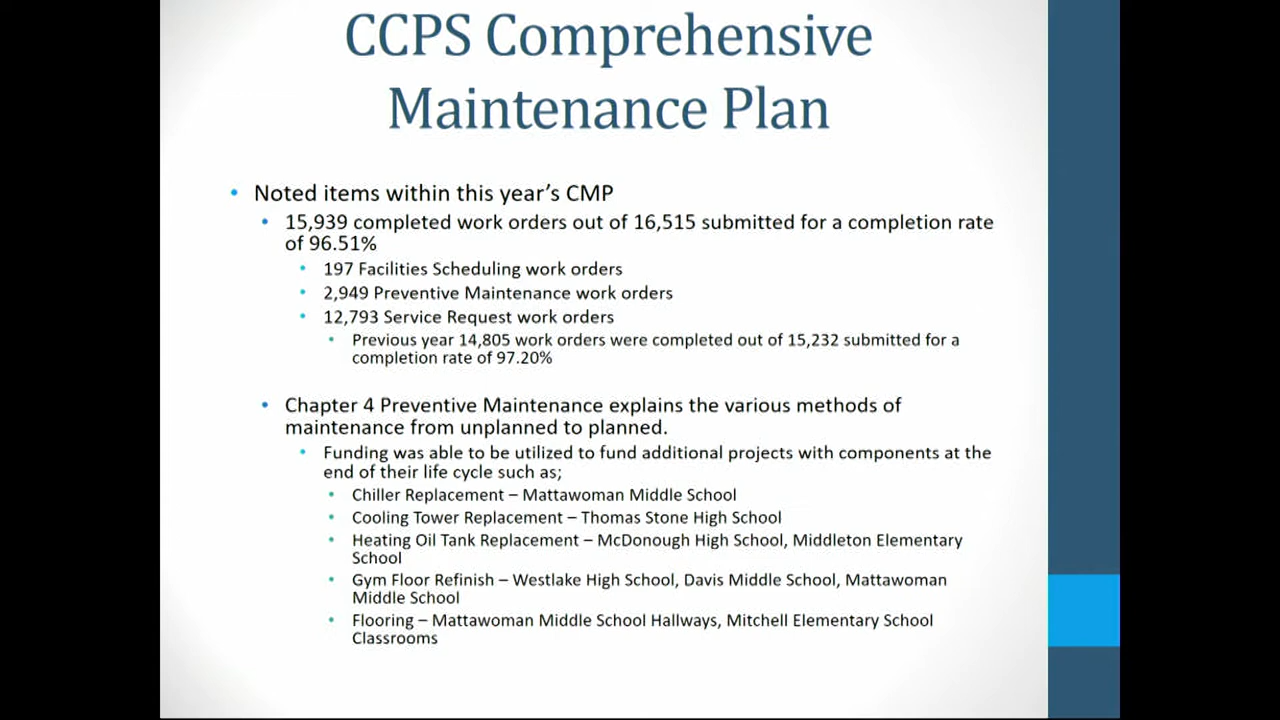 CCPS Comprehensive
Maintenance Plan
• Noted items within this year's CMP
• 15,939 completed work orders out of 16,515 submitted for a completion rate
of 96.51%
• 197 Facilities Scheduling work orders
• 2,949 Preventive Maintenance work orders
• 12,793 Service Request work orders
• Previous year 14,805 work orders were completed out of 15,232 submitted for a
completion rate of 97.20%
• Chapter 4 Preventive Maintenance explains the various methods of
maintenance from unplanned to planned.
• Funding was able to be utilized to fund additional projects with components at the
end of their life cycle such as;
• Chiller Replacement – Mattawoman Middle School
• Cooling Tower Replacement – Thomas Stone High School
• Heating Oil Tank Replacement – McDonough High School, Middleton Elementary
School
• Gym Floor Refinish – Westlake High School, Davis Middle School, Mattawoman
Middle School
• Flooring – Mattawoman Middle School Hallways, Mitchell Elementary School
Classrooms